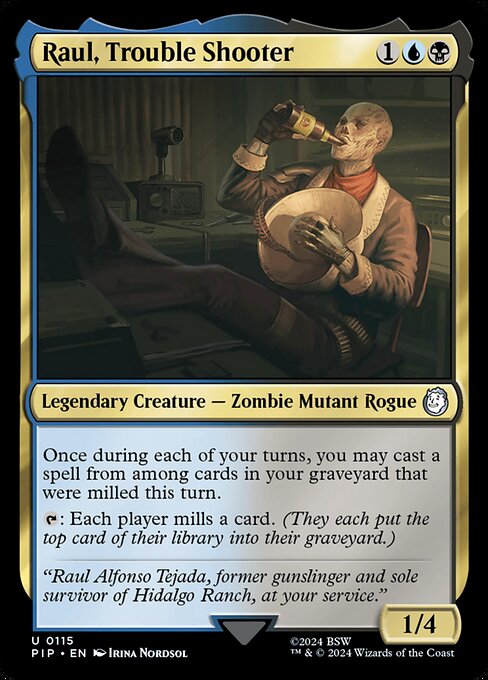 Raul, Trouble Shooter 1
Legendary Creature — Zombie Mutant Rogue
Once during each of your turns, you may cast a
spell from among cards in your graveyard that
were milled this turn.
: Each player mills a card. (They each put the
top card of their library into their graveyard.)
“Raul Alfonso Tejada, former gunslinger and sole
survivor of Hidalgo Ranch, at your service.”
1/4
U 0115
PIP • EN Irina Nordsol
©2024 BSW
™ & © 2024 Wizards of the Coast